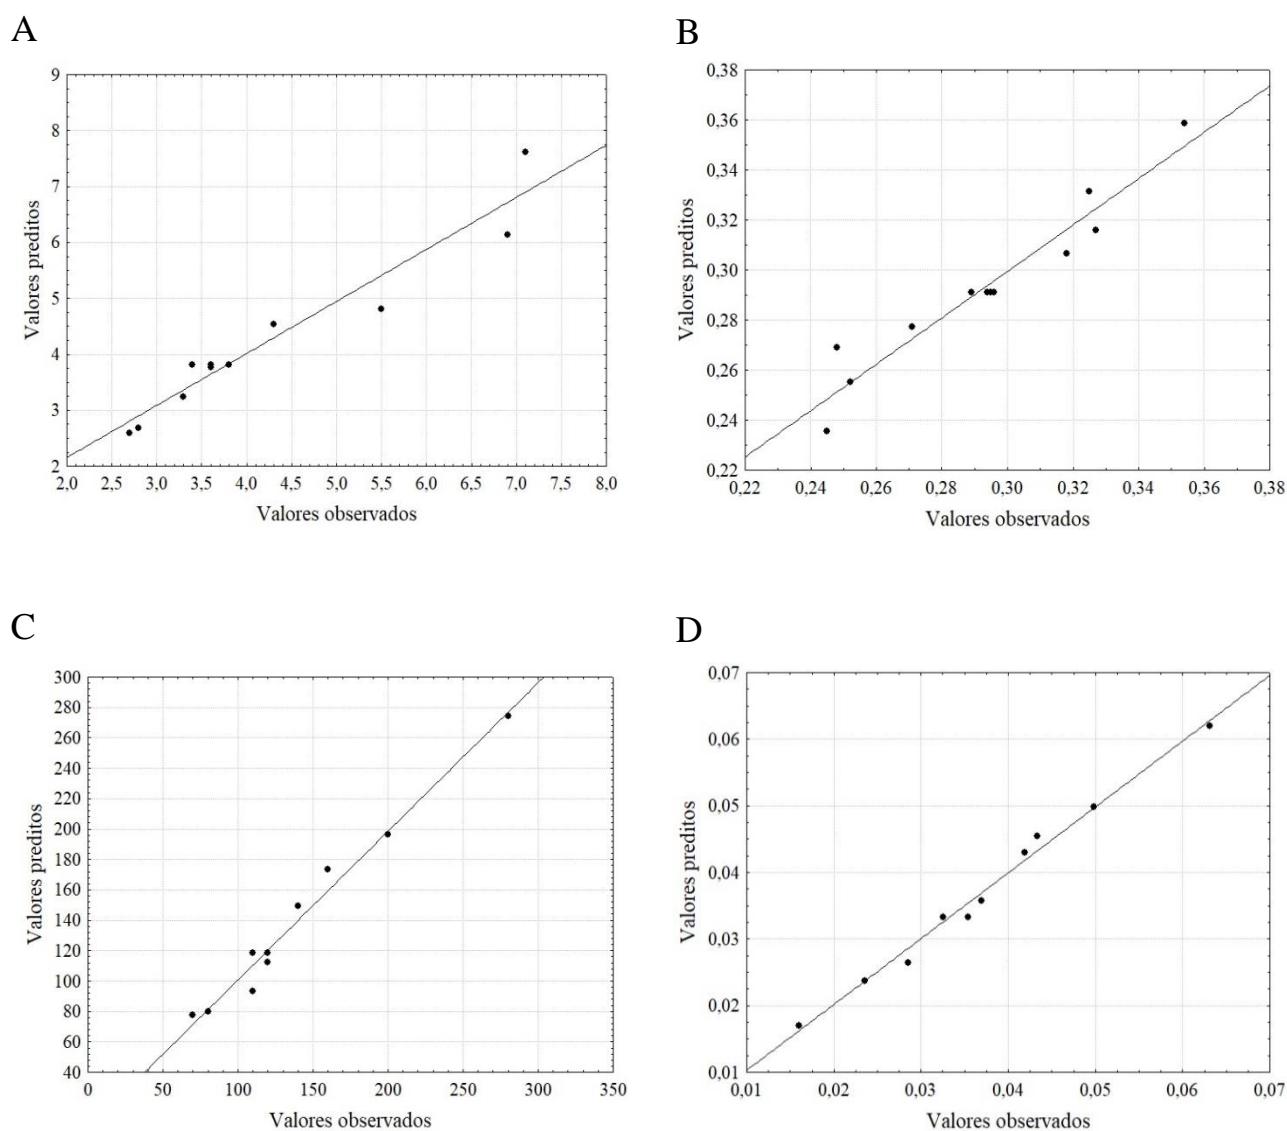 A
9
8
7
6
5
4
3
2
Valores preditos
2,0 2,5 3,0 3,5 4,0 4,5 5,0 5,5 6,0 6,5 7,0 7,5 8,0
Valores observados
B
0,38
0,36
0,34
0,32
0,30
0,28
0,26
0,24
0,22
Valores preditos
0,22 0,24 0,26 0,28 0,30 0,32 0,34 0,36 0,38
Valores observados
C
300
280
260
240
220
200
180
160
140
120
100
80
60
40
Valores preditos
0 50 100 150 200 250 300 350
Valores observados
D
0,07
0,06
0,05
0,04
0,03
0,02
0,01
Valores preditos
0,01 0,02 0,03 0,04 0,05 0,06 0,07
Valores observados